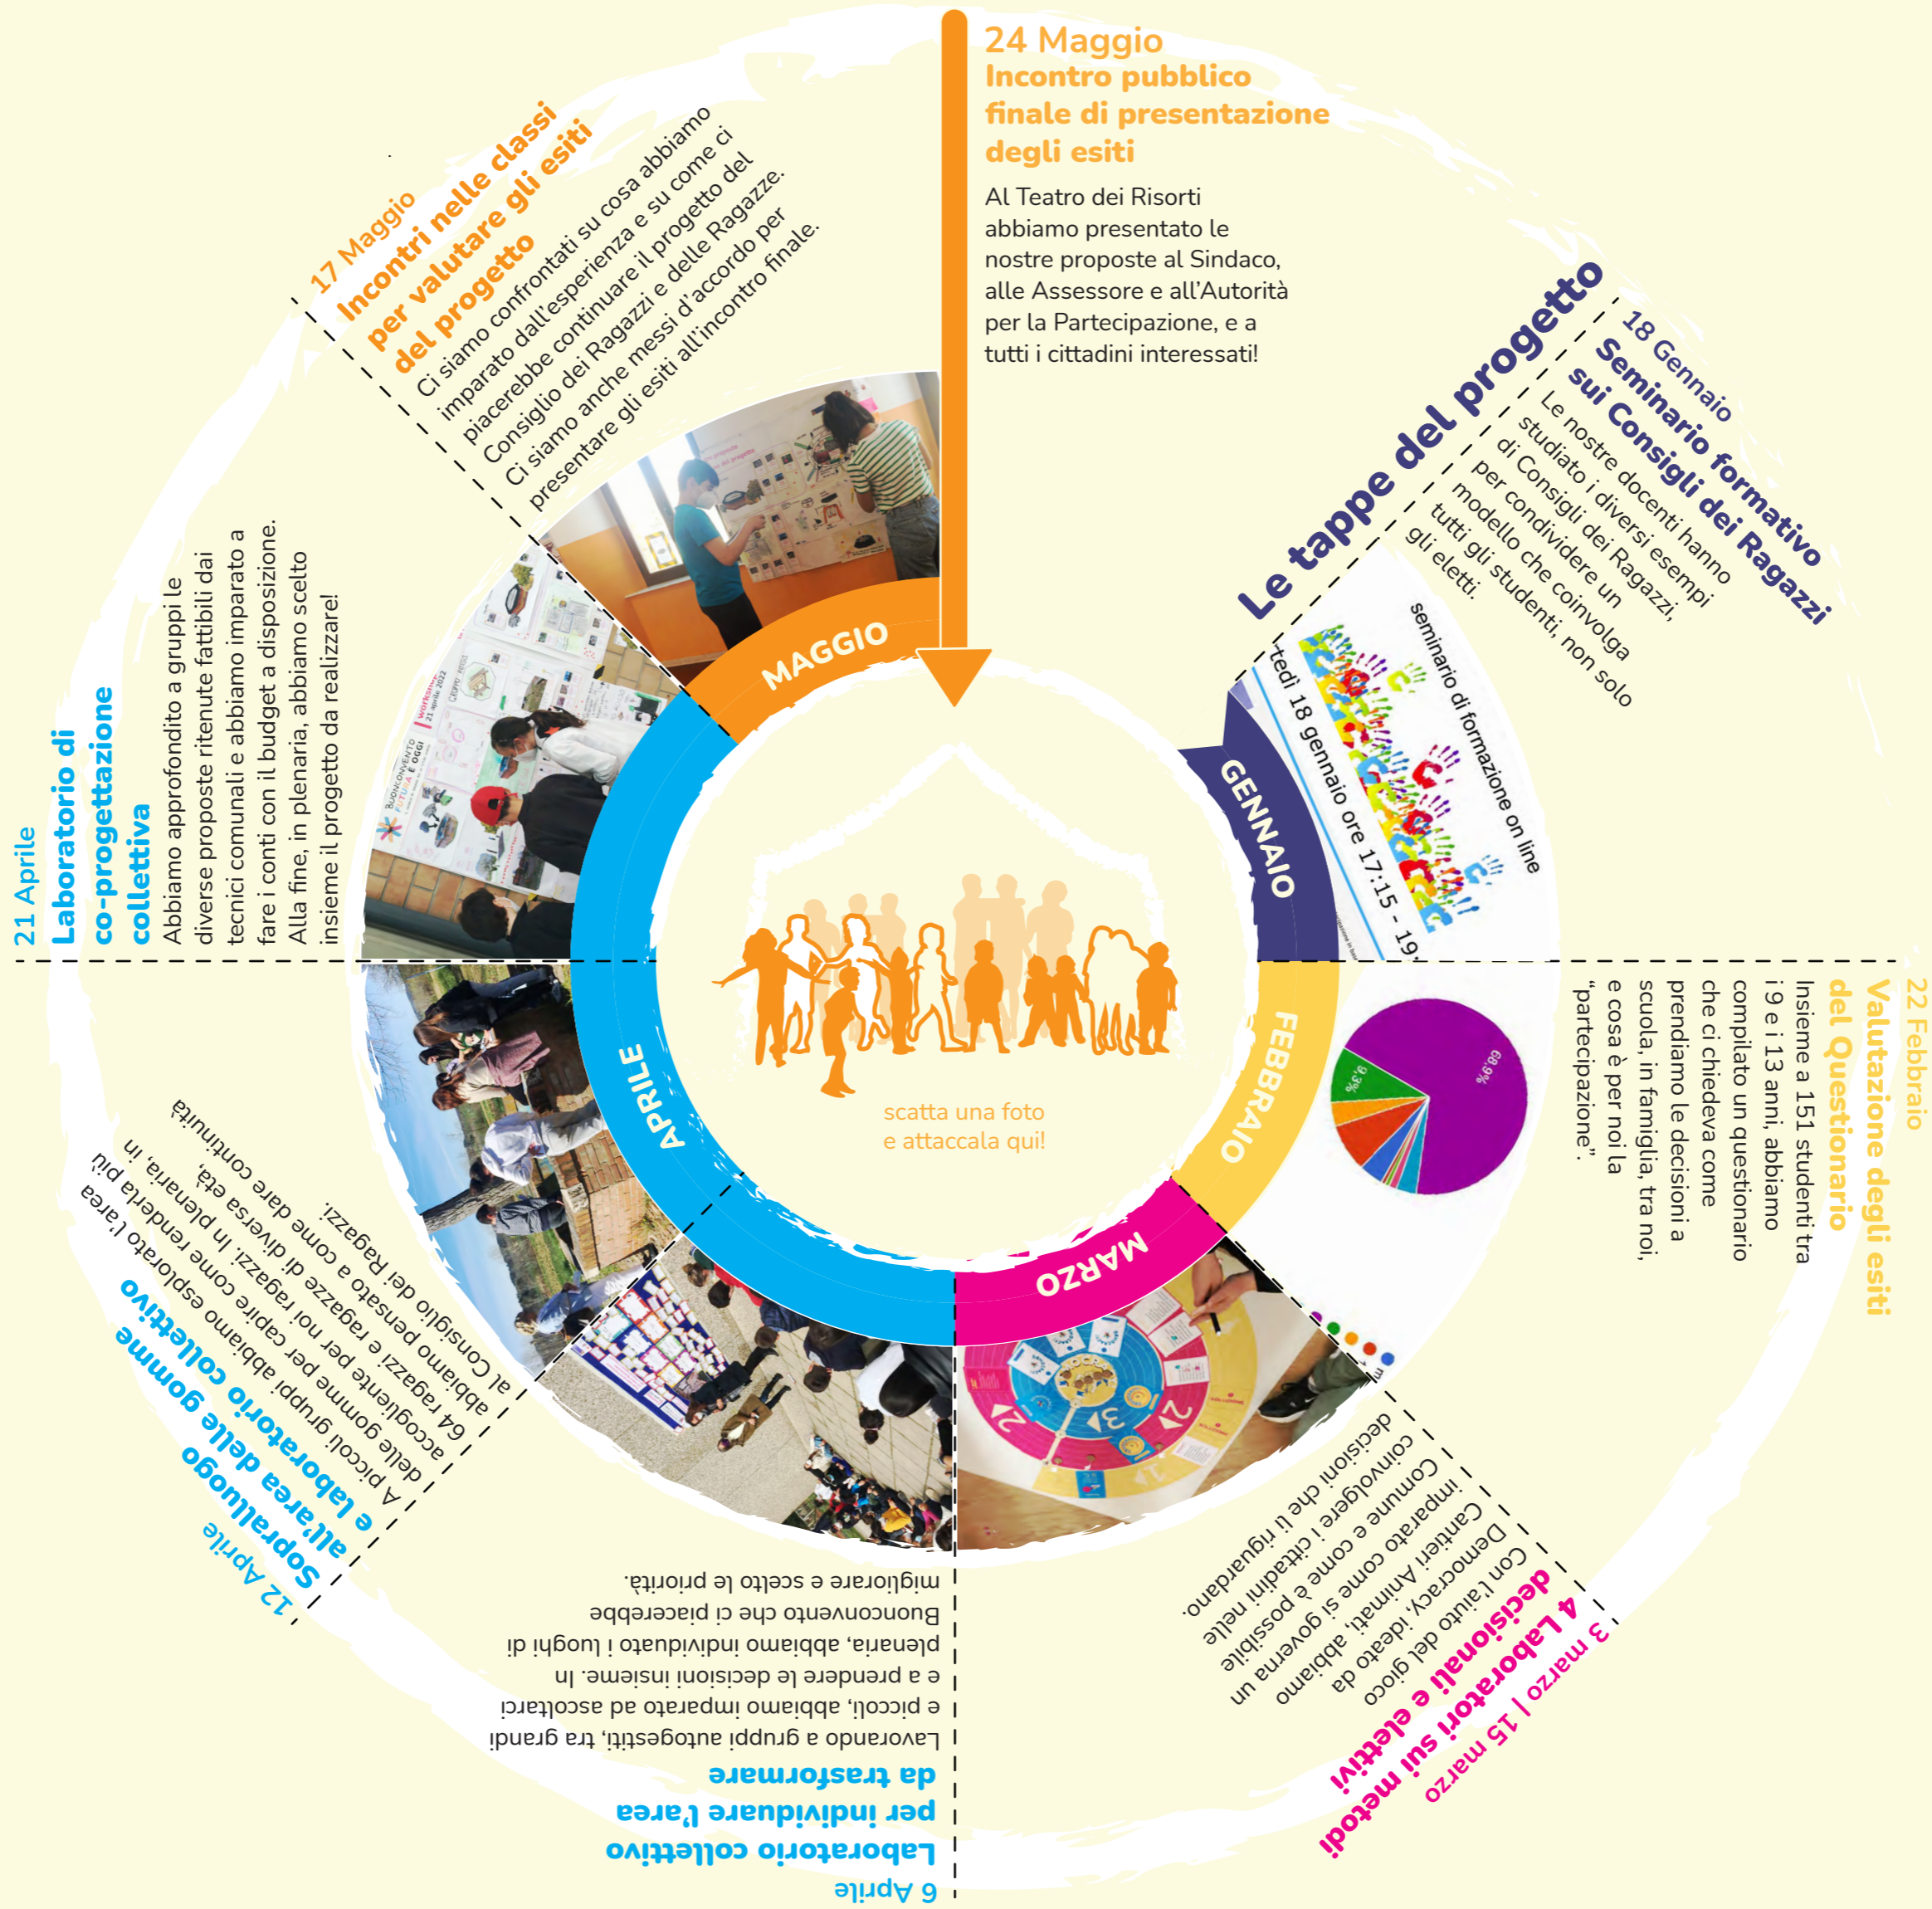 Le tappe del progetto
18 Gennaio
Seminario formativo
sui Consigli dei Ragazzi
Le nostre docenti hanno
studiato i diversi esempi
di Consigli dei Ragazzi,
per condividere un
modello che coinvolga
tutti gli studenti, non solo
gli eletti.
seminario di formazione on line
tedì 18 gennaio ore 17:15 - 19
GENNAIO
22 Febbraio
Valutazione degli esiti
del Questionario
Insieme a 151 studenti tra
i 9 e i 13 anni, abbiamo
compilato un questionario
che ci chiedeva come
prendiamo le decisioni a
scuola, in famiglia, tra noi,
e cosa è per noi la
“partecipazione”.
68,9%
9,3%
FEBBRAIO
3 marzo | 15 marzo
4 Laboratori sui metodi
decisionali e elettivi
Con l'aiuto del gioco
Democracy, ideato da
Cantieri Animati, abbiamo
imparato come si governa un
Comune e come è possibile
coinvolgere i cittadini nelle
decisioni che li riguardano.
2
3
2
1
MARZO
6 Aprile
Laboratorio collettivo
per individuare l'area
da trasformare
Lavorando a gruppi autogestiti, tra grandi
e piccoli, abbiamo imparato ad ascoltarci
e a prendere le decisioni insieme. In
plenaria, abbiamo individuato i luoghi di
Buonconvento che ci piacerebbe
migliorare e scelto le priorità.
12 Aprile
Sopralluogo
all'area delle gomme
e laboratorio collettivo
A piccoli gruppi abbiamo esplorato l'area
delle gomme per capire come renderla più
accogliente per noi ragazzi. In plenaria, in
64 ragazzi e ragazze di diversa età,
abbiamo pensato a come dare continuità
al Consiglio dei Ragazzi.
APRILE
21 Aprile
Laboratorio di
co-progettazione
collettiva
Abbiamo approfondito a gruppi le
diverse proposte ritenute fattibili dai
tecnici comunali e abbiamo imparato a
fare i conti con il budget a disposizione.
Alla fine, in plenaria, abbiamo scelto
insieme il progetto da realizzare!
BUONCONVENTO
FUTURA È OGGI
workshop
21 aprile 2022
17 Maggio
Incontri nelle classi
per valutare gli esiti
del progetto
Ci siamo confrontati su cosa abbiamo
imparato dall'esperienza e su come ci
piacerebbe continuare il progetto del
Consiglio dei Ragazzi e delle Ragazze.
Ci siamo anche messi d'accordo per
presentare gli esiti all'incontro finale.
MAGGIO
24 Maggio
Incontro pubblico
finale di presentazione
degli esiti
Al Teatro dei Risorti
abbiamo presentato le
nostre proposte al Sindaco,
alle Assessore e all'Autorità
per la Partecipazione, e a
tutti i cittadini interessati!
scatta una foto
e attaccala qui!